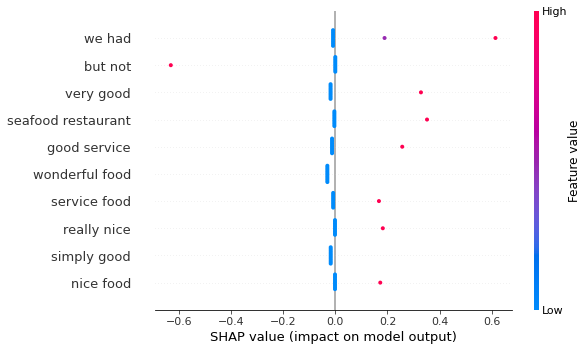 High
we had
but not
very good
seafood restaurant
good service
wonderful food
service food
really nice
simply good
nice food
Feature value
Low
−0.6 −0.4 −0.2 0.0 0.2 0.4 0.6
SHAP value (impact on model output)